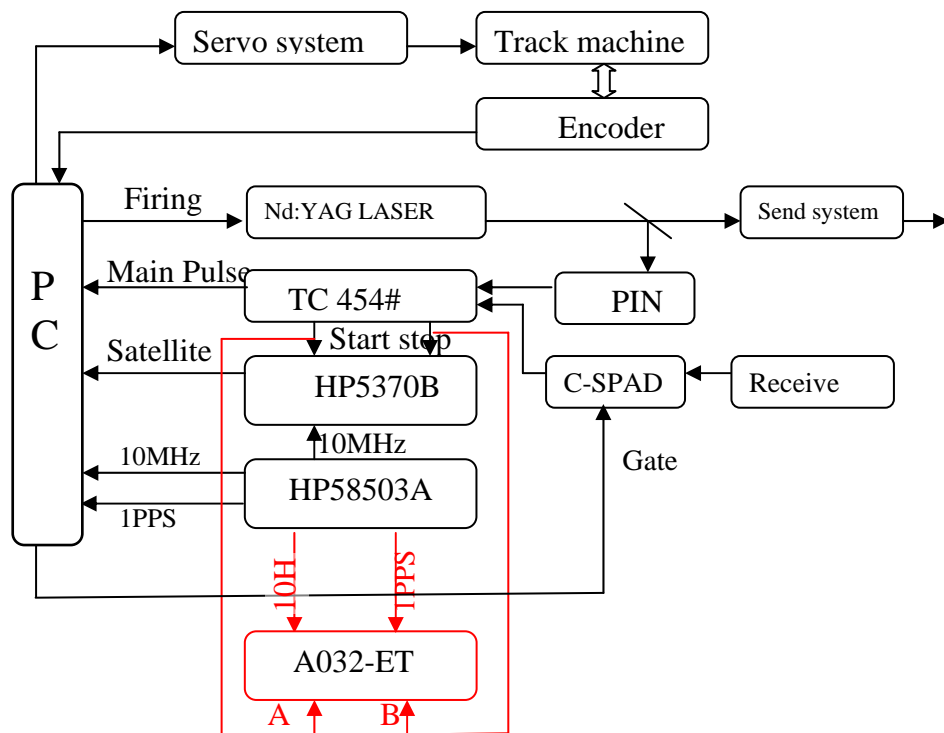 Servo system
Track machine
Encoder
Firing
Nd:YAG LASER
Send system
P
C
Main Pulse
TC 454#
PIN
Start stop
Satellite
HP5370B
C-SPAD
Receive
10MHz
10MHz
Gate
HP58503A
1PPS
10H
1PPS
A032-ET
A
B